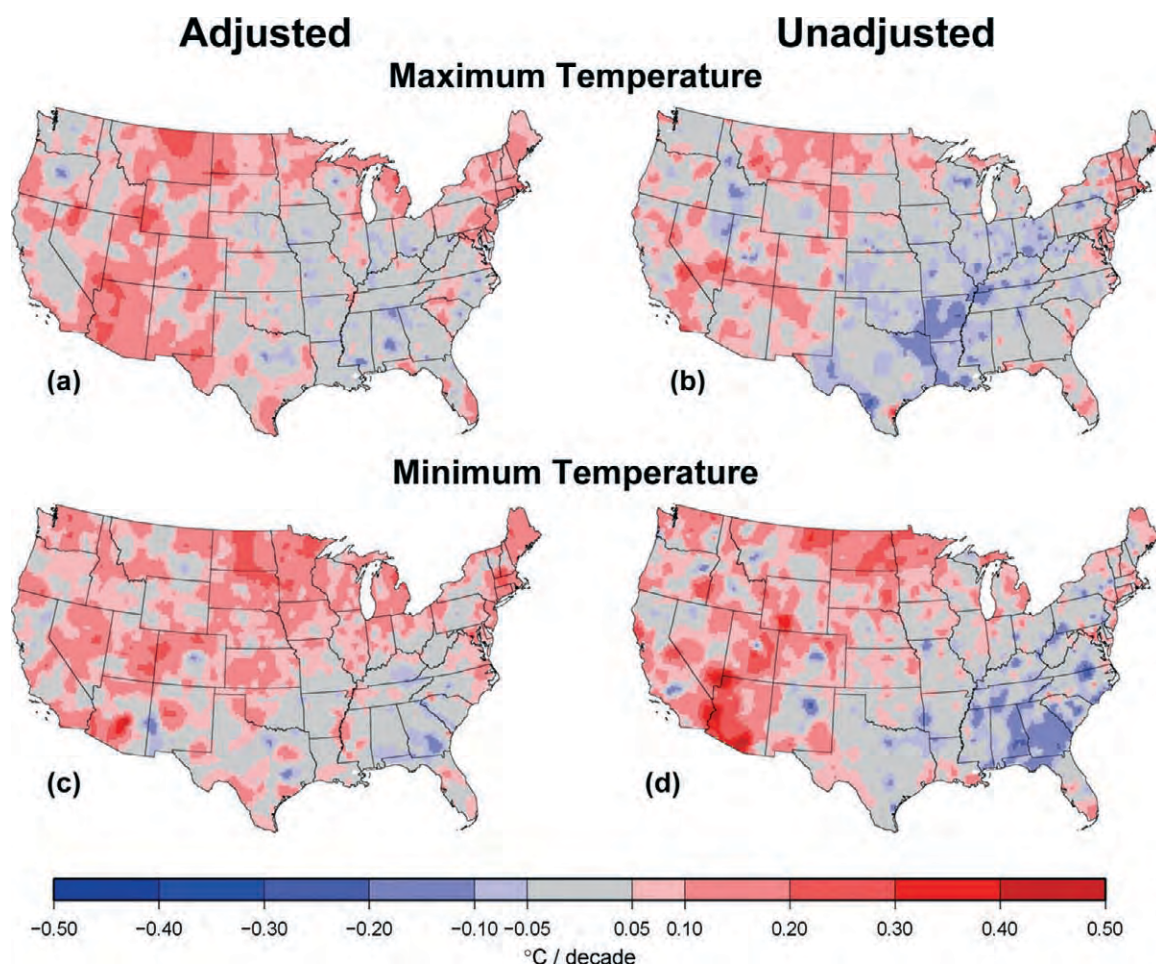 Adjusted Unadjusted
Maximum Temperature
(a) (b)
Minimum Temperature
(c) (d)
−0.50 −0.40 −0.30 −0.20 −0.10 −0.05 0.05 0.10 0.20 0.30 0.40 0.50
°C / decade